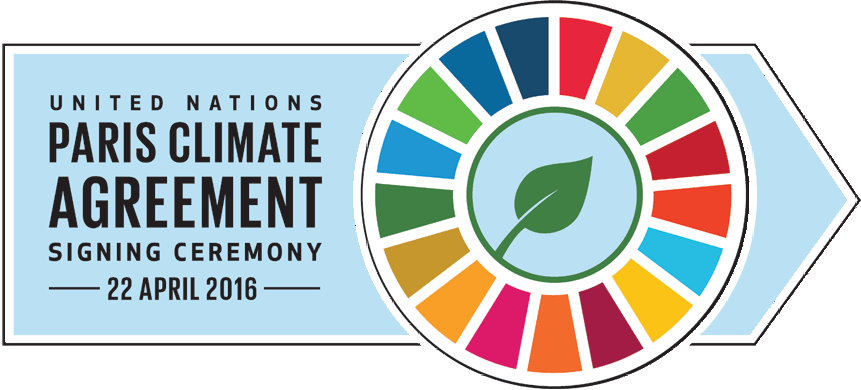 UNITED NATIONS
PARIS CLIMATE
AGREEMENT
SIGNING CEREMONY
22 APRIL 2016